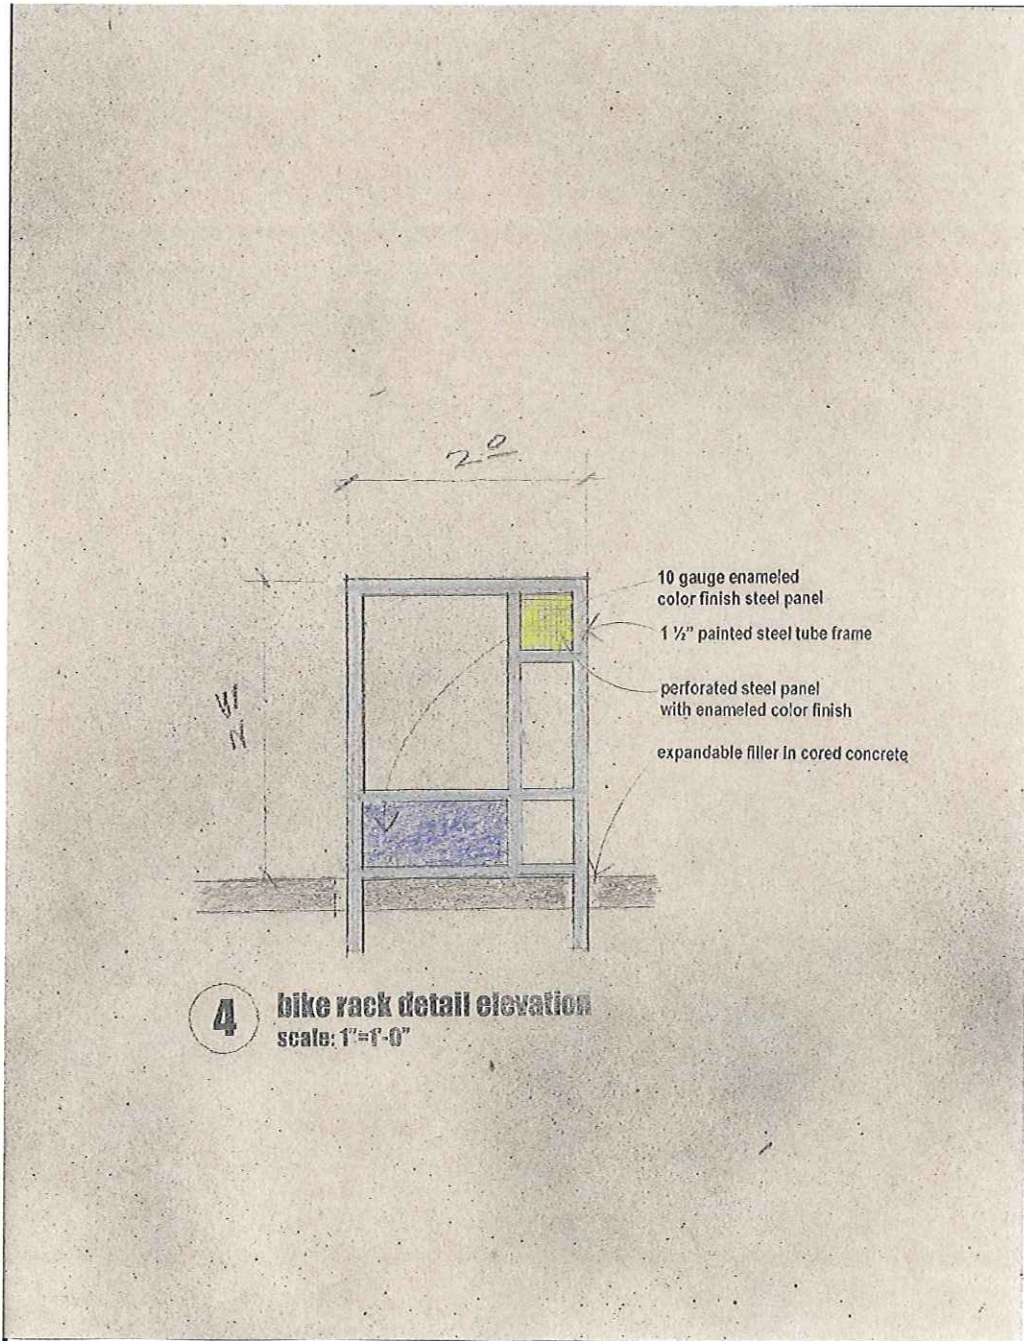 2 0
10 gauge enameled
color finish steel panel
1 ½" painted steel tube frame
perforated steel panel
with enameled color finish
expandable filler in cored concrete
4
bike rack detail elevation
scale: 1"=1'-0"